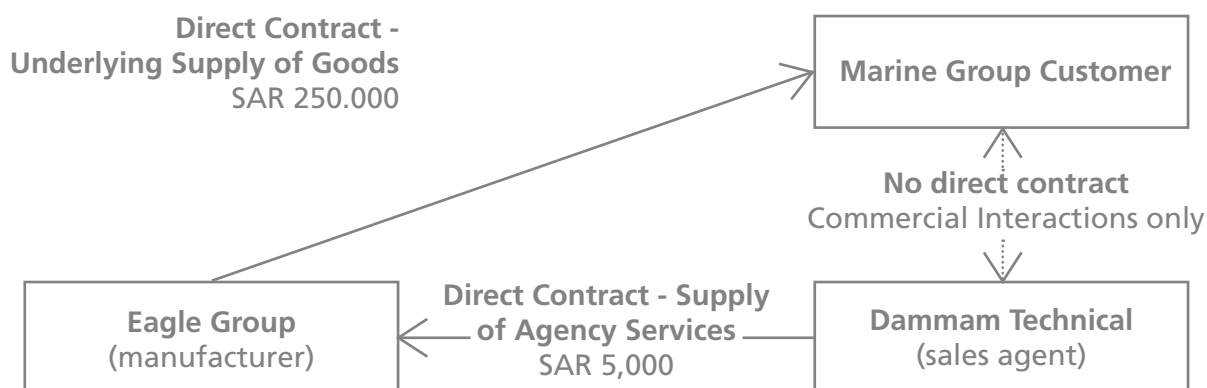 Direct Contract -
Underlying Supply of Goods
SAR 250.000
Marine Group Customer
No direct contract
Commercial Interactions only
Eagle Group
(manufacturer)
Direct Contract - Supply
of Agency Services
SAR 5,000
Dammam Technical
(sales agent)